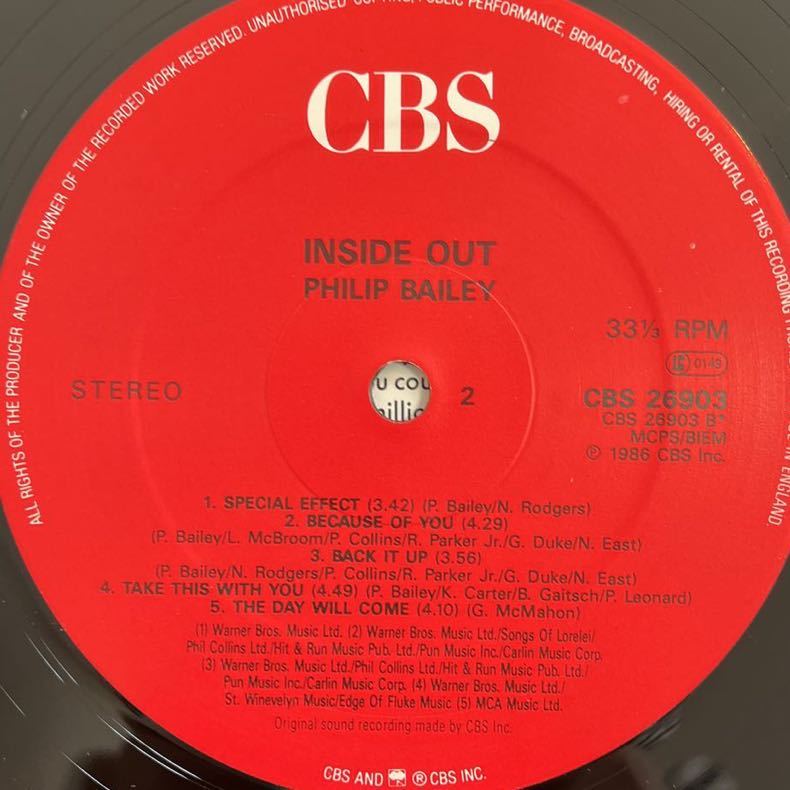 ALL RIGHTS OF THE PRODUCER AND OF THE OWNER OF THE RECORDED WORK RESERVED. UNAUTHORISED COPYING, PUBLIC PERFORMANCE, BROADCASTING, HIRING OR RENTAL OF THIS RECORDING
IN ENGLAND.
CBS
INSIDE OUT
PHILIP BAILEY
33⅓ RPM
0149
STEREO
U COU
2
CBS 26903
CBS 26903 B*
MCPS/BIEM
℗ 1986 CBS Inc.
1. SPECIAL EFFECT (3.42) (P. Bailey/N. Rodgers)
2. BECAUSE OF YOU (4.29)
(P. Bailey/L. McBroom/P. Collins/R. Parker Jr./G. Duke/N. East)
3. BACK IT UP (3.56)
(P. Bailey/N. Rodgers/P. Collins/R. Parker Jr./G. Duke/N. East)
4. TAKE THIS WITH YOU (4.49) (P. Bailey/K. Carter/B. Gaitsch/P. Leonard)
5. THE DAY WILL COME (4.10) (G. McMahon)
(1) Warner Bros. Music Ltd. (2) Warner Bros. Music Ltd./Songs Of Lorelei/
Phil Collins Ltd./Hit & Run Music Pub. Ltd./Pun Music Inc./Carlin Music Corp.
(3) Warner Bros. Music Ltd./Phil Collins Ltd./Hit & Run Music Pub. Ltd./
Pun Music Inc./Carlin Music Corp. (4) Warner Bros. Music Ltd./
St. Winevelyn Music/Edge Of Fluke Music (5) MCA Music Ltd.
Original sound recording made by CBS Inc.
CBS AND ® CBS INC.